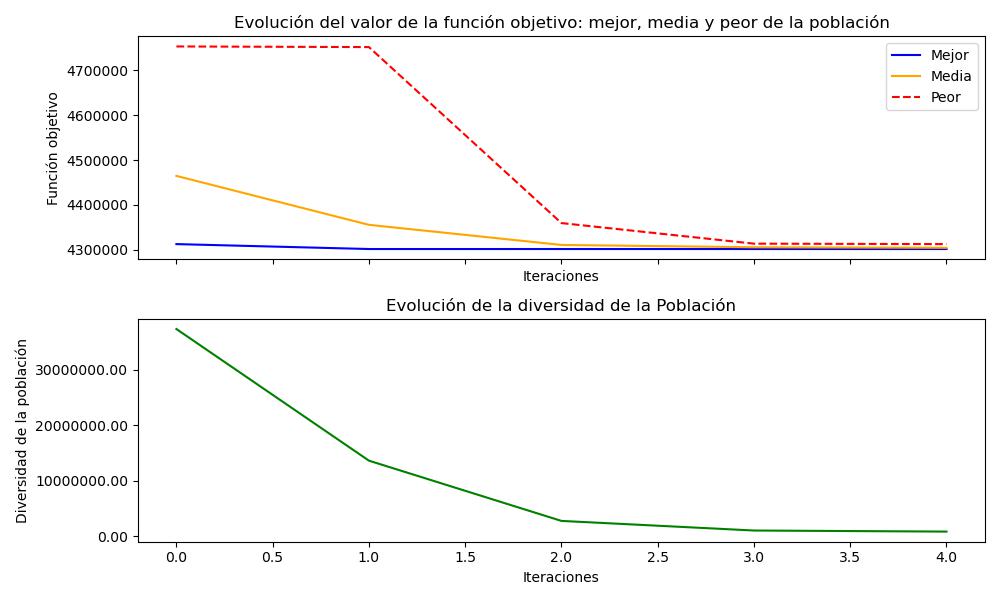 Evolución del valor de la función objetivo: mejor, media y peor de la población
Función objetivo
4700000
4600000
4500000
4400000
4300000
Mejor
Media
Peor
Iteraciones
Evolución de la diversidad de la Población
Diversidad de la población
30000000.00
20000000.00
10000000.00
0.00
0.0 0.5 1.0 1.5 2.0 2.5 3.0 3.5 4.0
Iteraciones